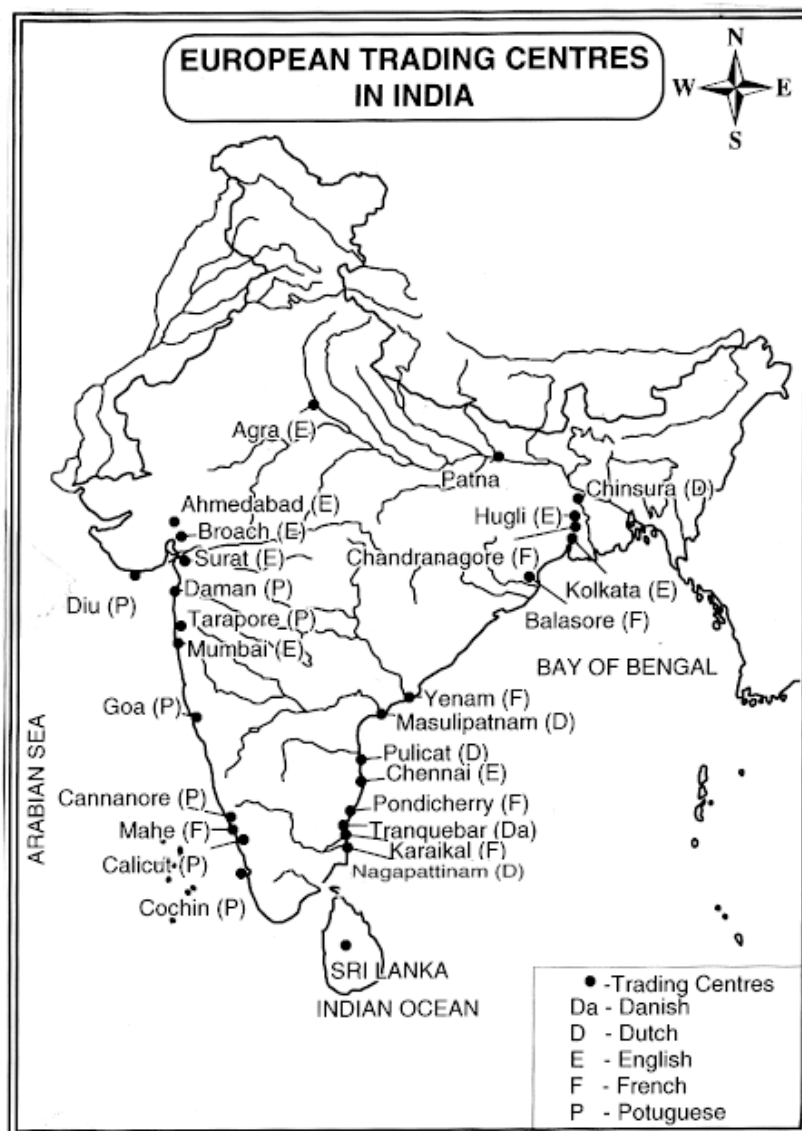 EUROPEAN TRADING CENTRES
IN INDIA
N
W
E
S
Agra (E)
Patna
Chinsura (D)
Ahmedabad (E)
Hugli (E)
Broach (E)
Surat (E)
Chandranagore (F)
Kolkata (E)
Daman (P)
Diu (P)
Balasore (F)
Tarapore (P)
Mumbai (E)
BAY OF BENGAL
Yenam (F)
Goa (P)
Masulipatnam (D)
ARABIAN SEA
Pulicat (D)
Chennai (E)
Cannanore (P)
Pondicherry (F)
Mahe (F)
Tranquebar (Da)
Karaikal (F)
Calicut (P)
Nagapattinam (D)
Cochin (P)
SRI LANKA
INDIAN OCEAN
-Trading Centres
Da - Danish
D - Dutch
E - English
F - French
P - Potuguese